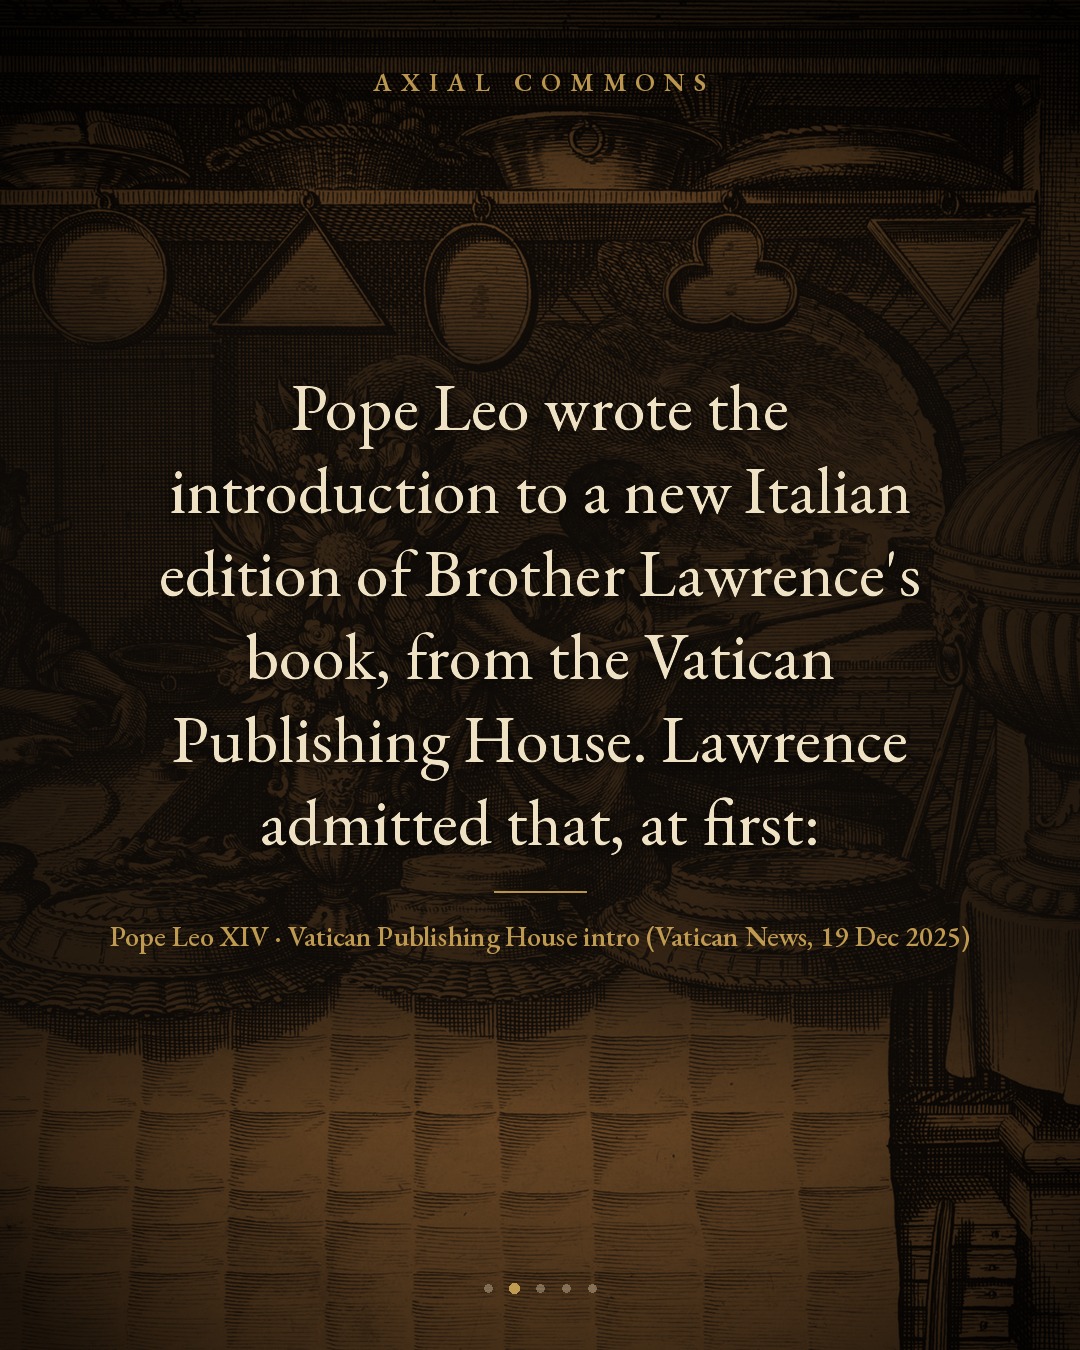 AXIAL COMMONS
Pope Leo wrote the
introduction to a new Italian
edition of Brother Lawrence's
book, from the Vatican
Publishing House. Lawrence
admitted that, at first:
Pope Leo XIV · Vatican Publishing House intro (Vatican News, 19 Dec 2025)